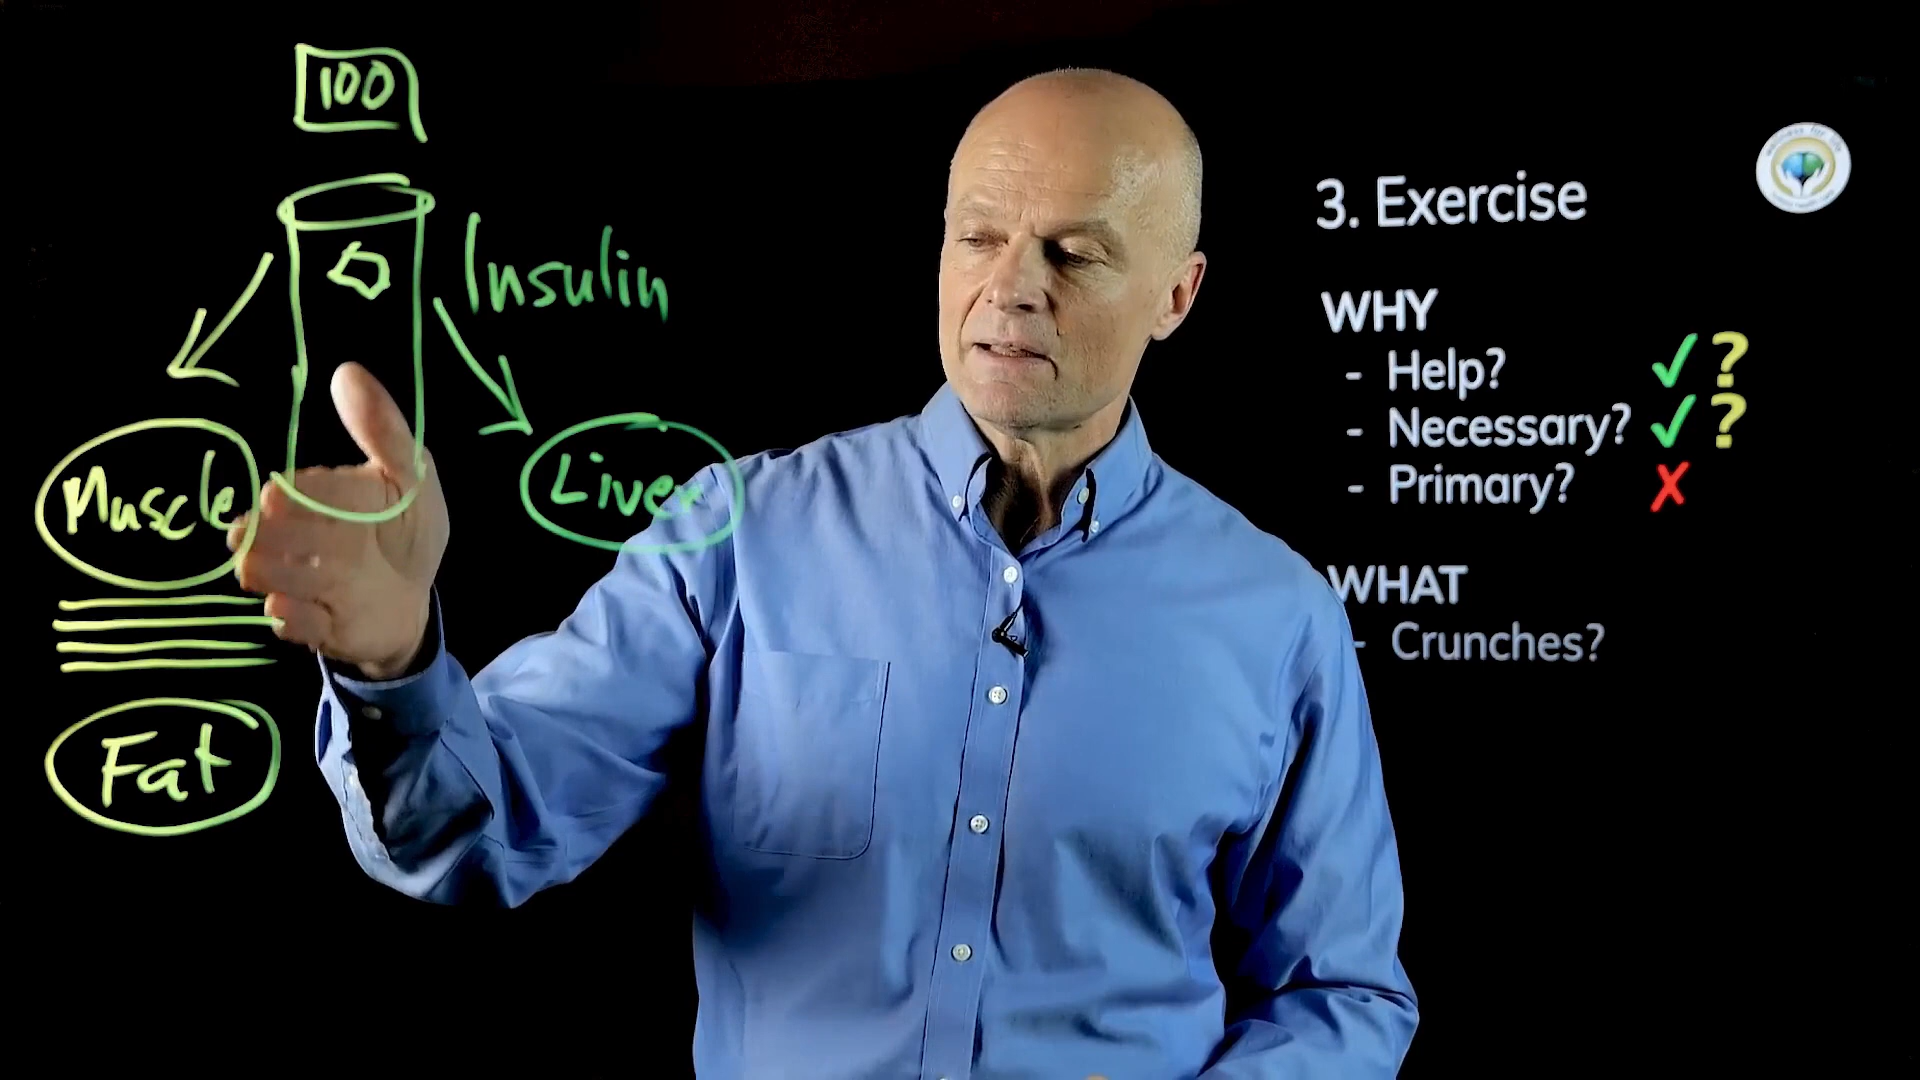 100
Insulin
Muscle
Liver
Fat
3. Exercise
WHY
- Help? ✓ ?
- Necessary? ✓ ?
- Primary? X
WHAT
- Crunches?